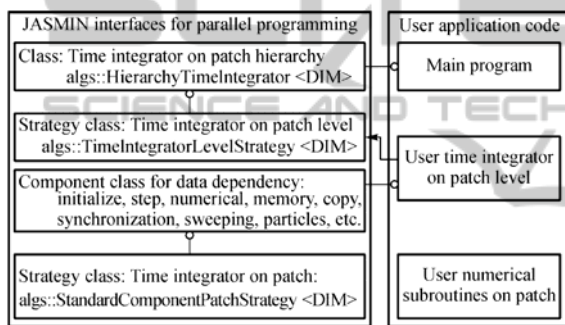 JASMIN interfaces for parallel programming
Class: Time integrator on patch hierarchy
algs::HierarchyTimeIntegrator <DIM>
Strategy class: Time integrator on patch level
algs::TimeIntegratorLevelStrategy <DIM>
Component class for data dependency:
initialize, step, numerical, memory, copy,
synchronization, sweeping, particles, etc.
Strategy class: Time integrator on patch:
algs::StandardComponentPatchStrategy <DIM>
User application code
Main program
User time integrator
on patch level
User numerical
subroutines on patch
SCIENCE AND TECH